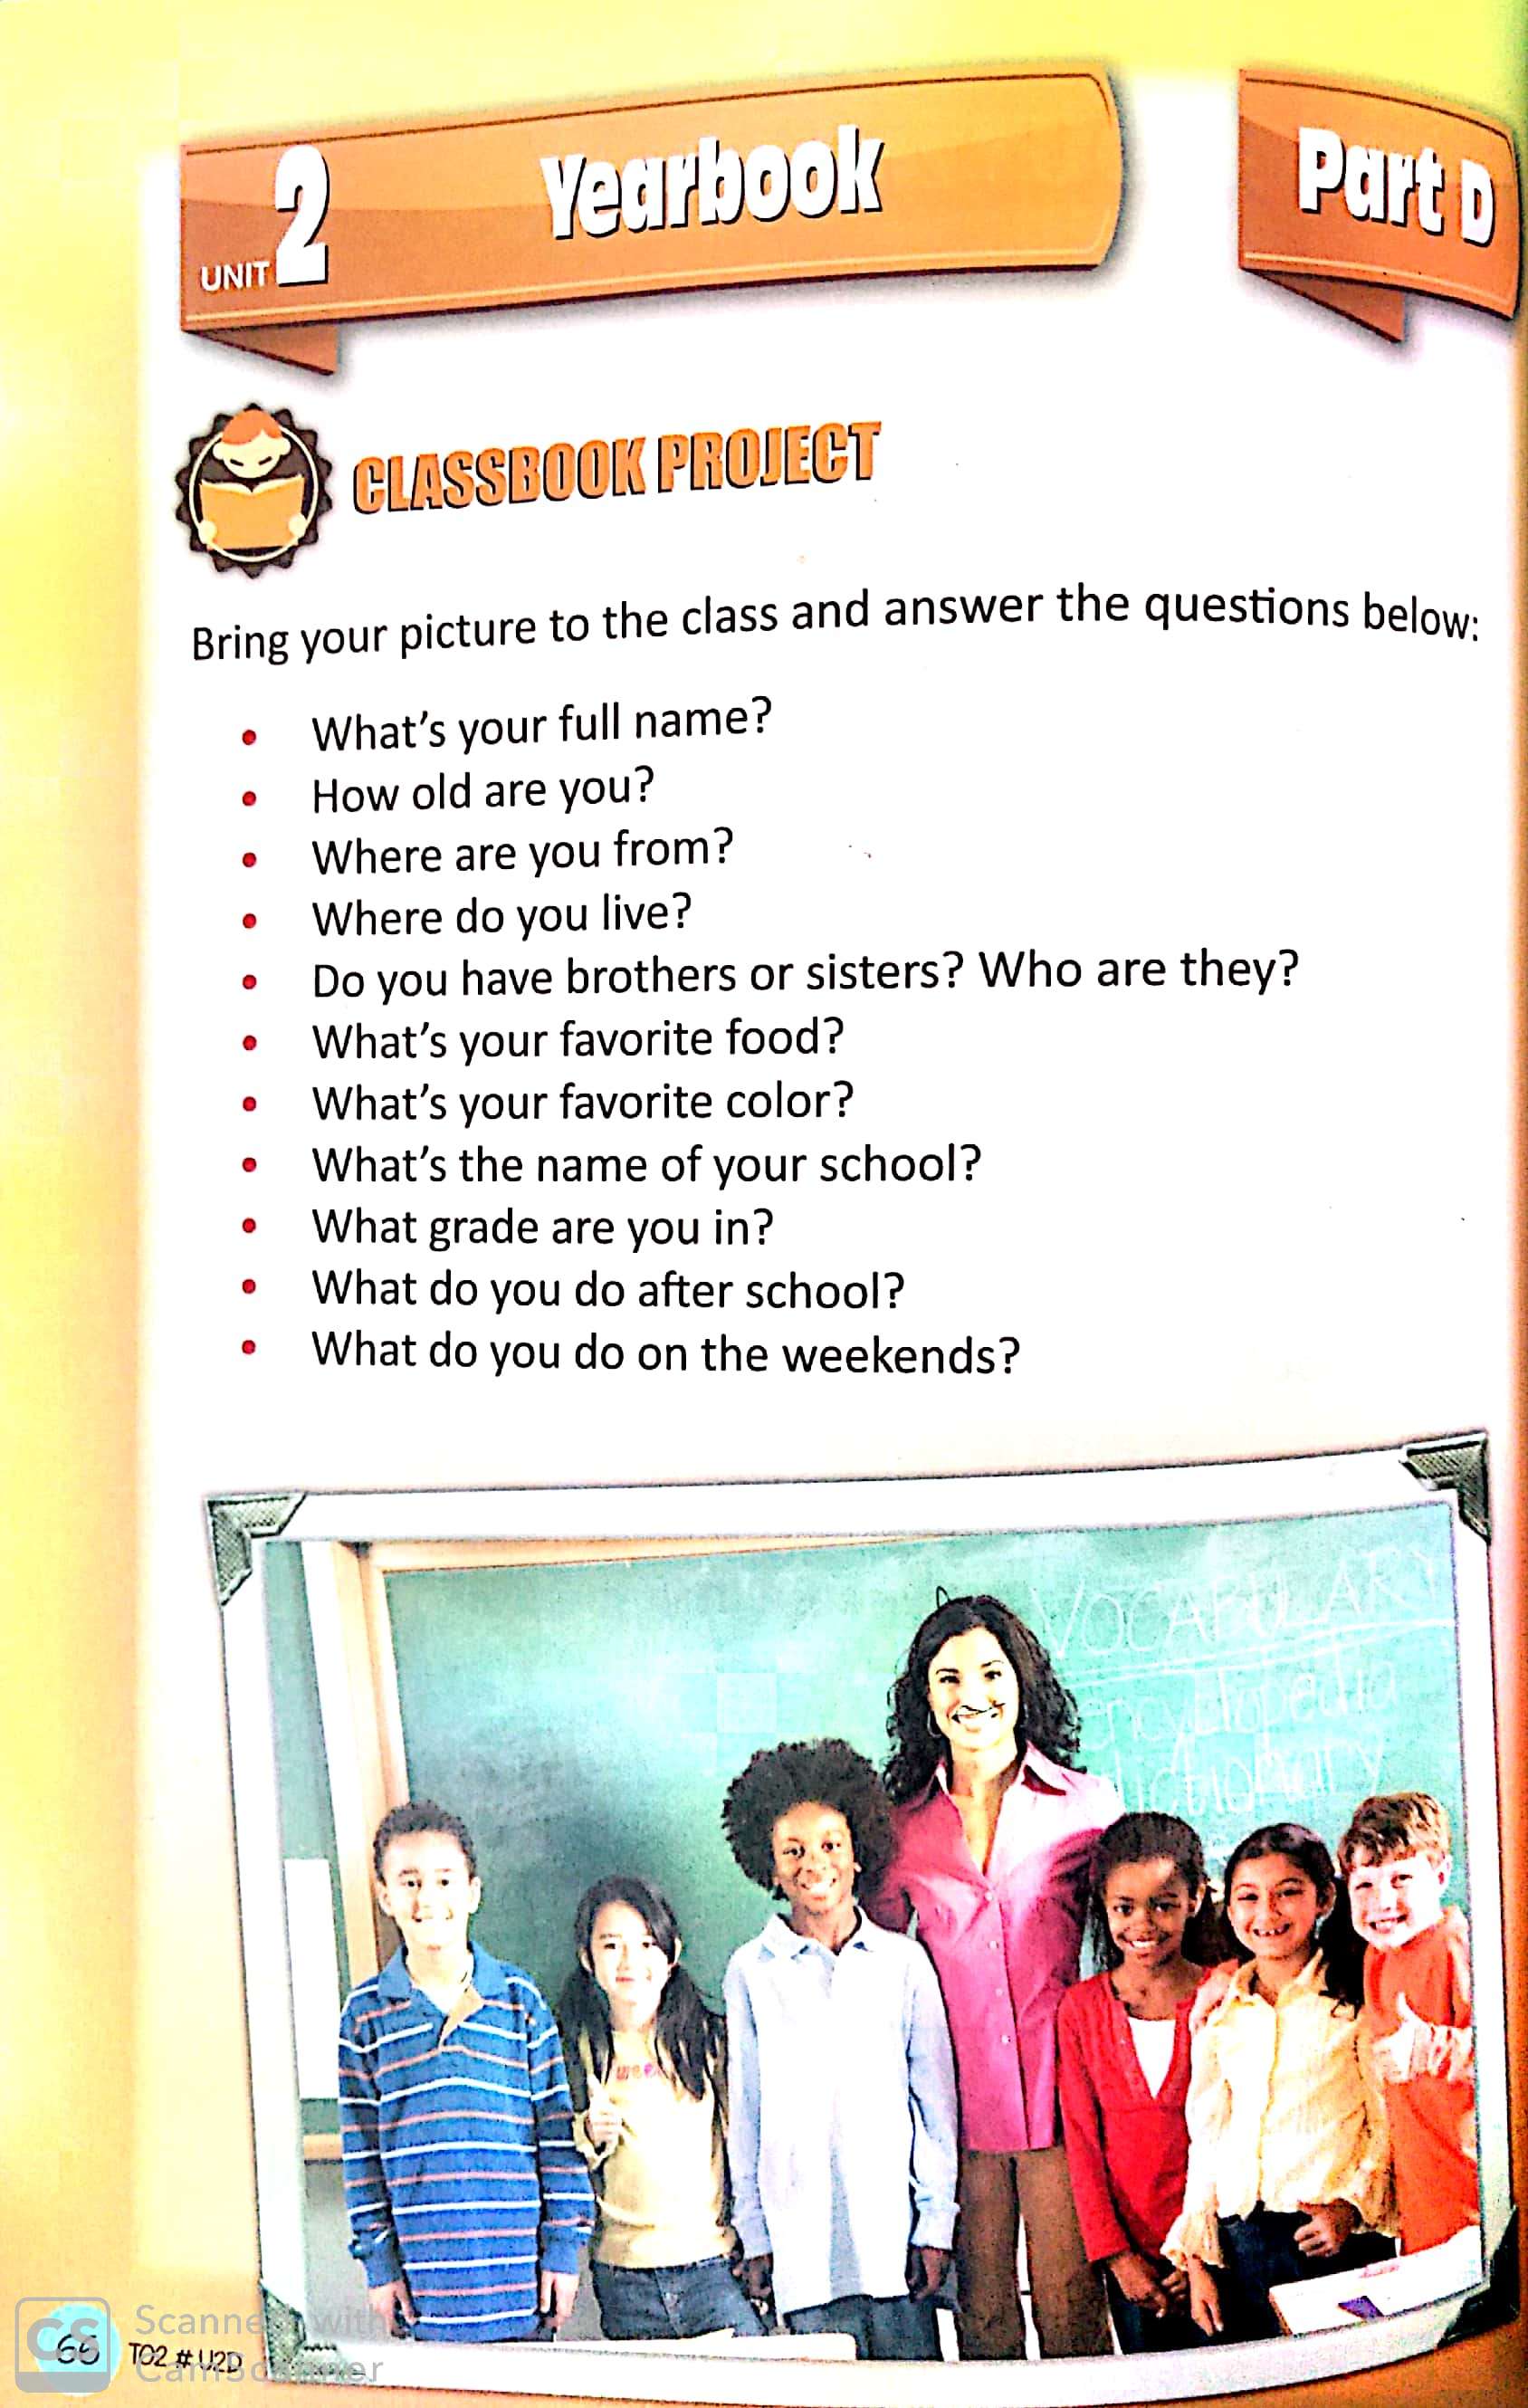 UNIT 2 Yearbook Part D
CLASSBOOK PROJECT
Bring your picture to the class and answer the questions below:
• What's your full name?
• How old are you?
• Where are you from?
• Where do you live?
• Do you have brothers or sisters? Who are they?
• What's your favorite food?
• What's your favorite color?
• What's the name of your school?
• What grade are you in?
• What do you do after school?
• What do you do on the weekends?
VOCABULARY
encyclopedia
dictionary
CS Scanned with
CamScanner
TO2 # U2D